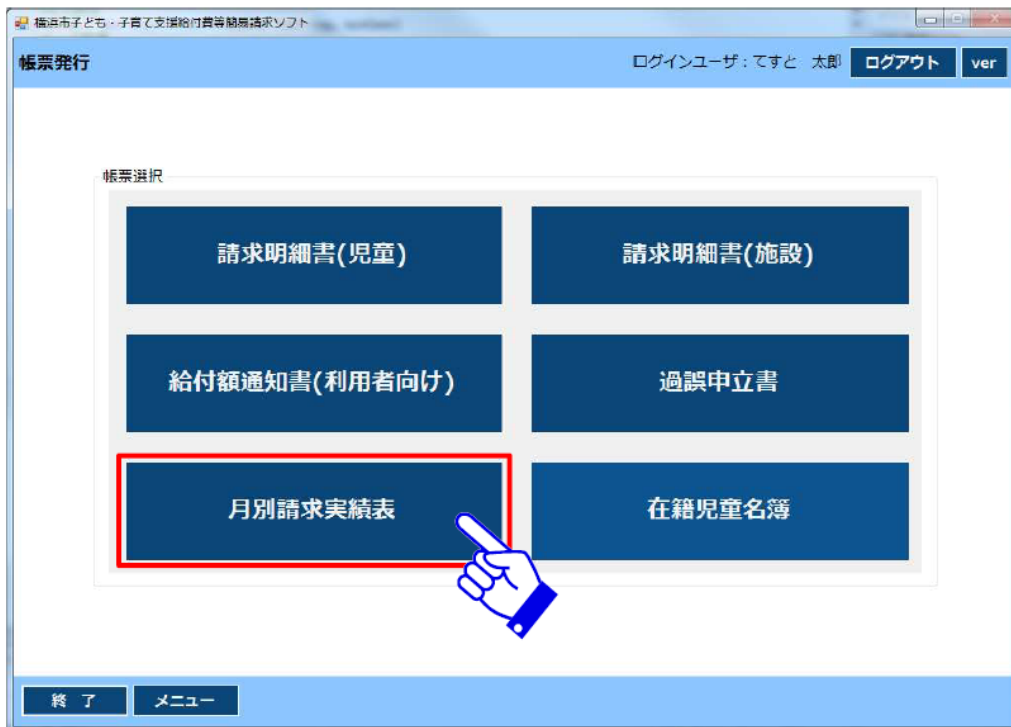 横浜市子ども・子育て支援給付費等簡易請求ソフト
帳票発行
ログインユーザ：てすと 太郎 ログアウト ver
帳票選択
請求明細書(児童) 請求明細書(施設)
給付額通知書(利用者向け) 過誤申立書
月別請求実績表 在籍児童名簿
終 了 メニュー